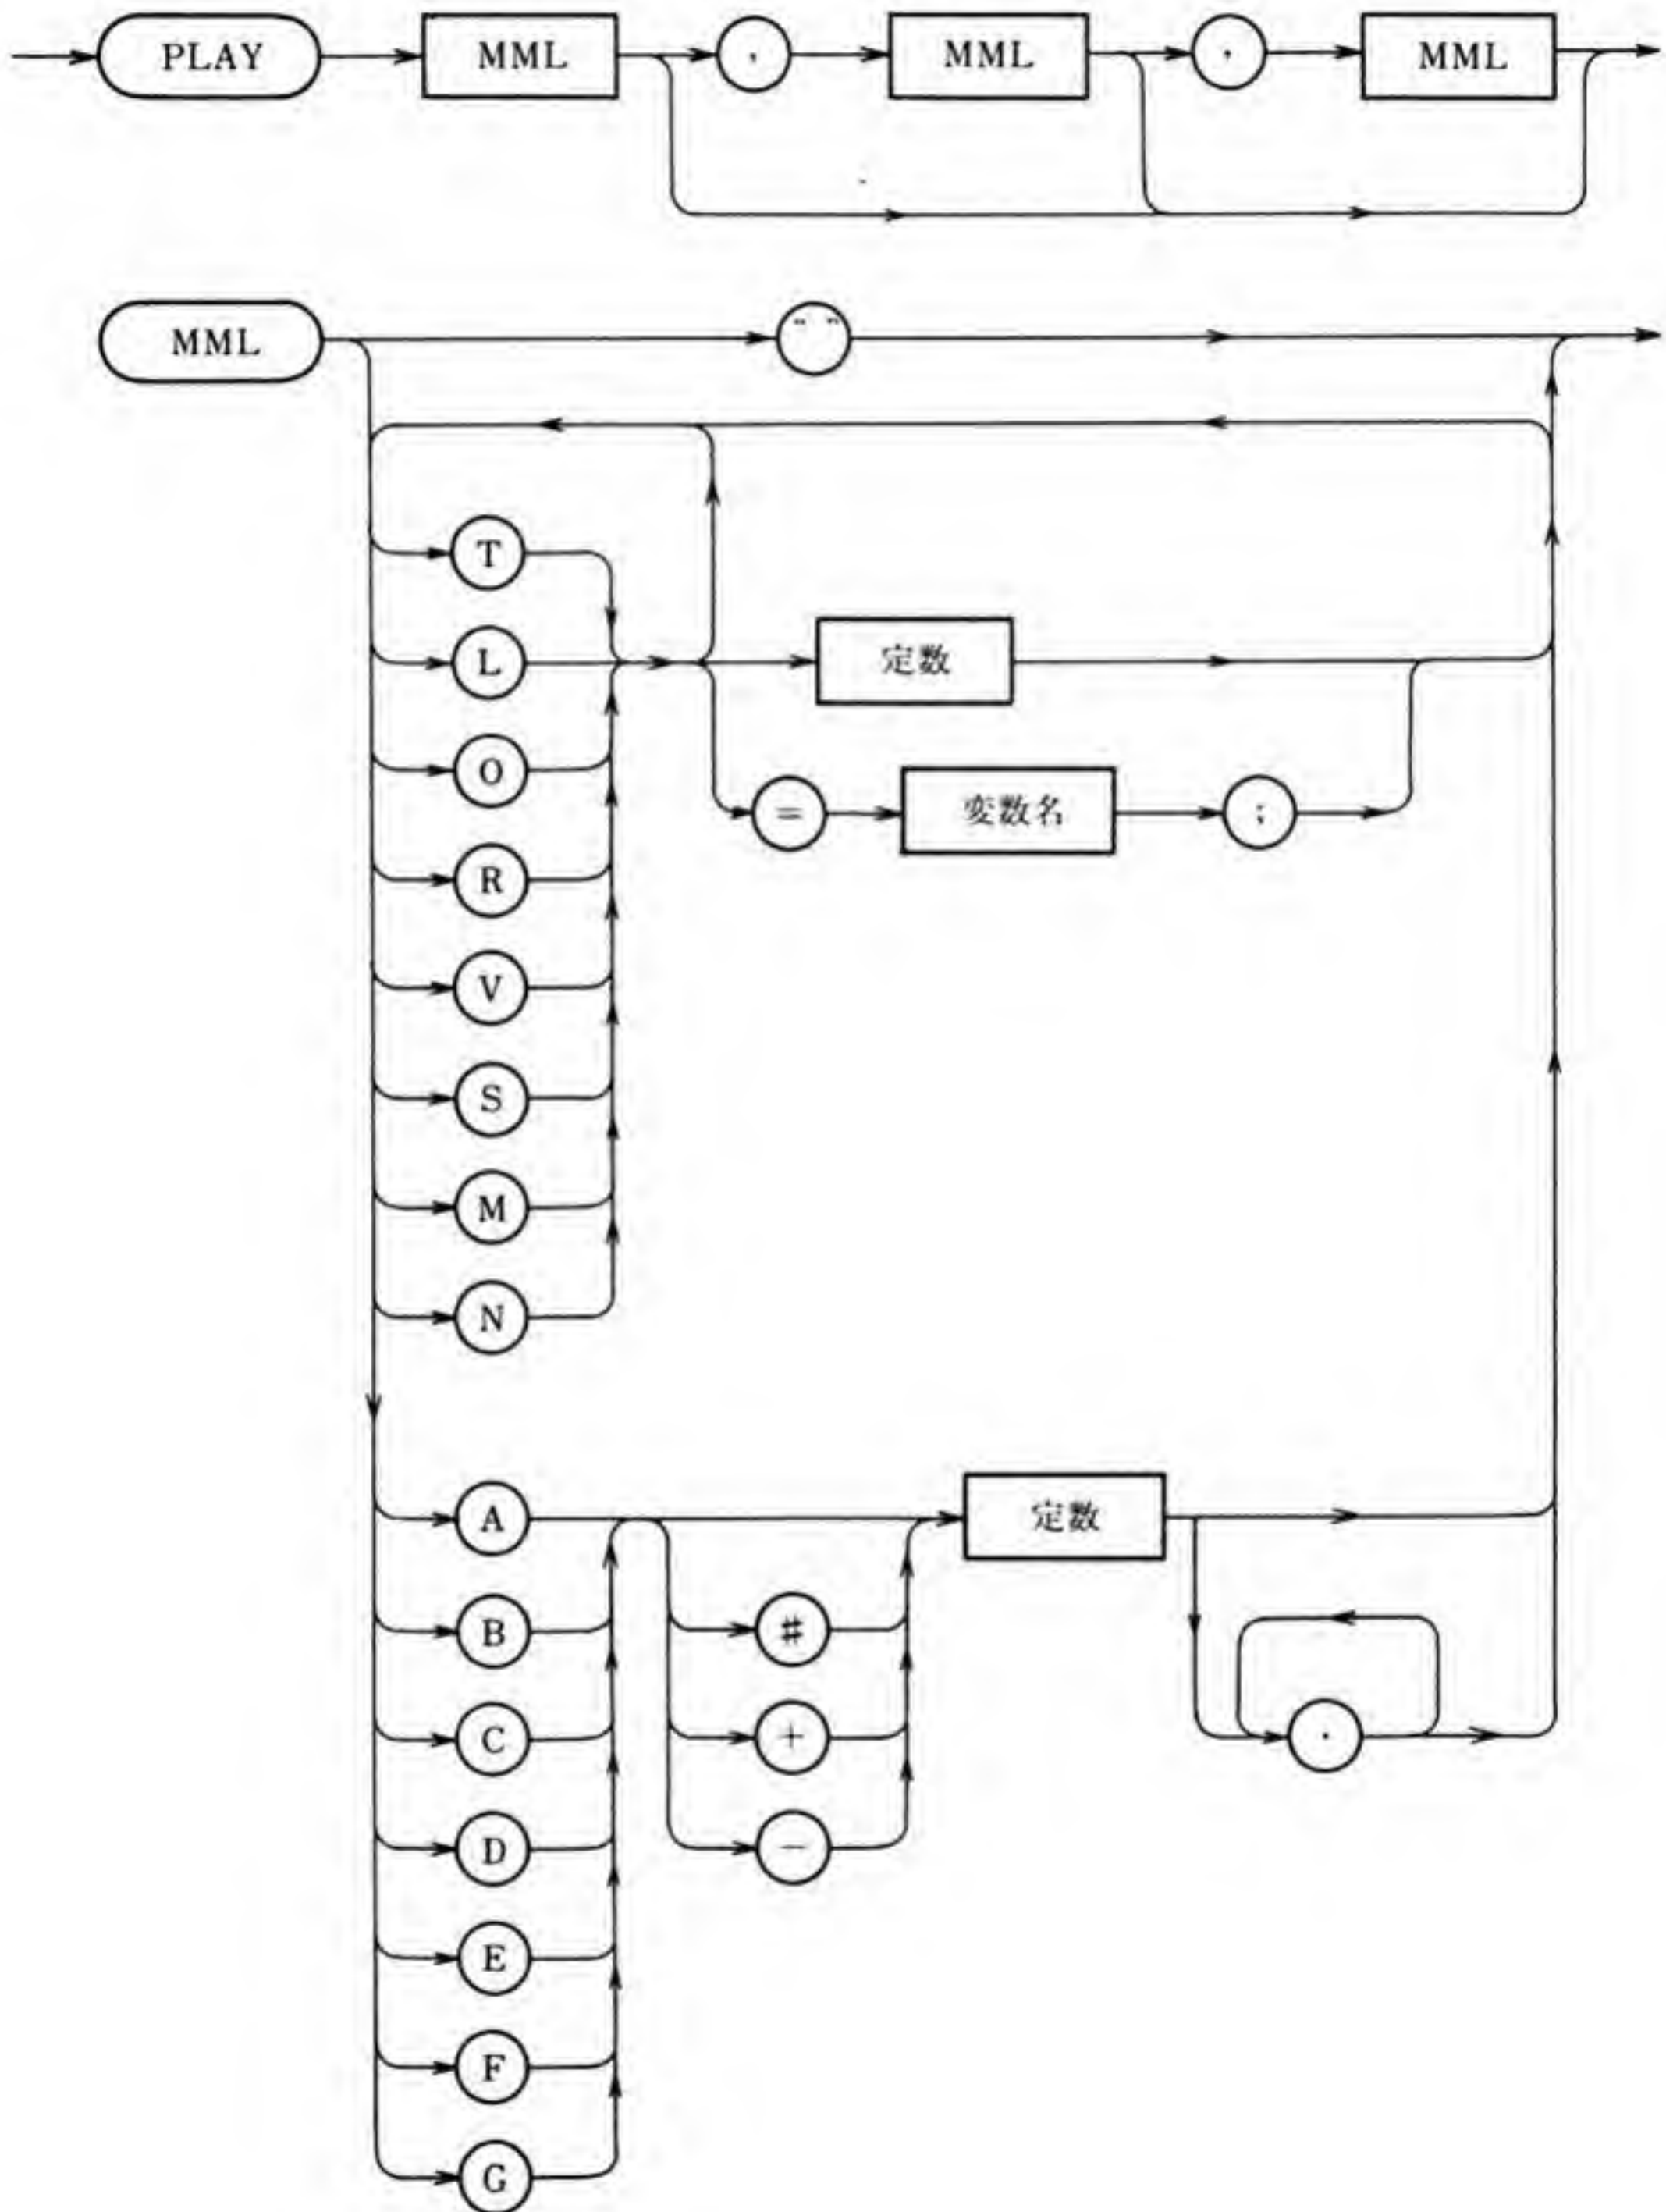 PLAY MML , MML , MML
MML " "
T
L 定数
O
= 変数名 ;
R
V
S
M
N
A 定数
B #
C + .
D -
E
F
G